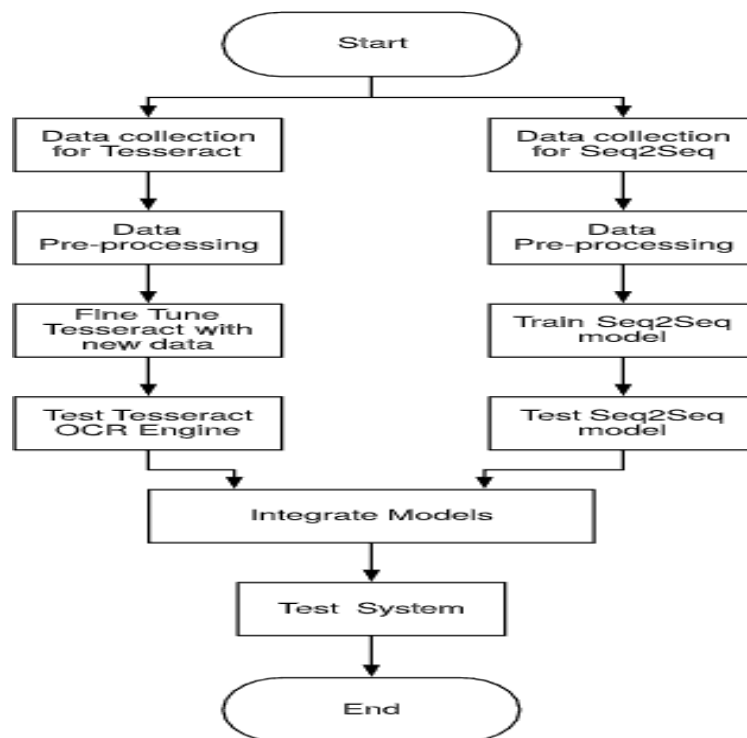 Start
Data collection
for Tesseract
Data collection
for Seq2Seq
Data
Pre-processing
Data
Pre-processing
Fine Tune
Tesseract with
new data
Train Seq2Seq
model
Test Tesseract
OCR Engine
Test Seq2Seq
model
Integrate Models
Test System
End